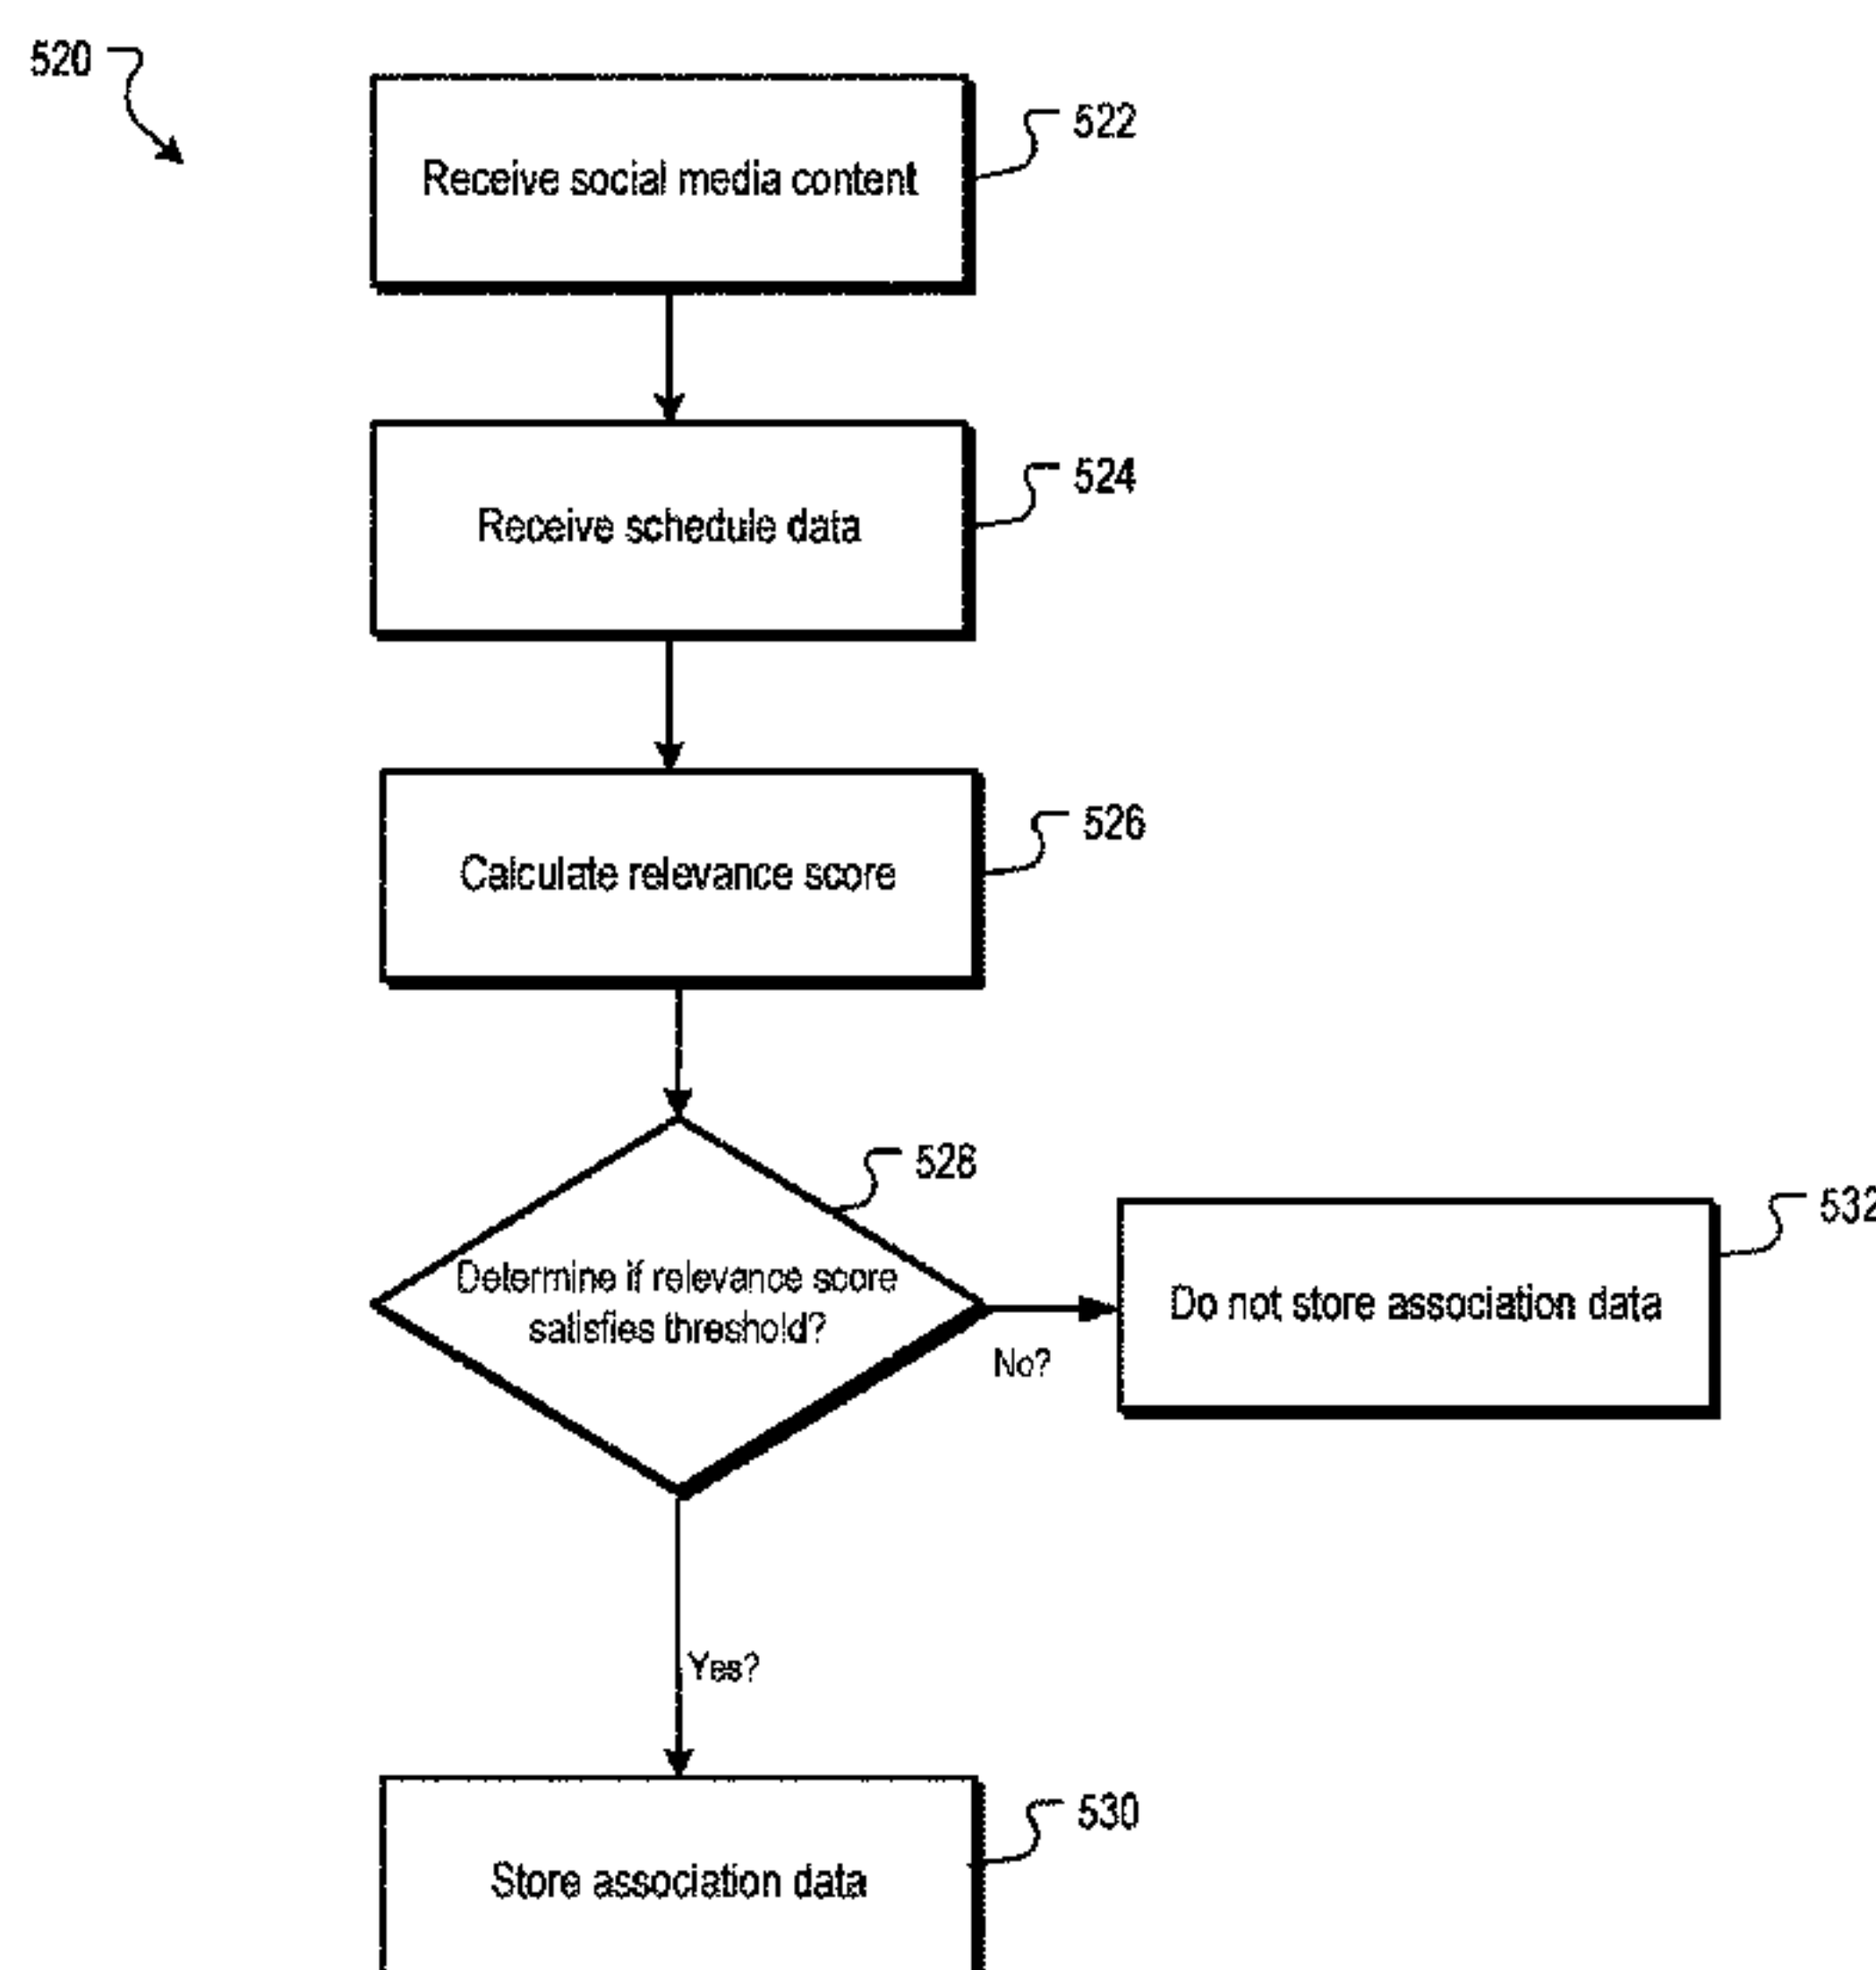 520
522
Receive social media content
524
Receive schedule data
526
Calculate relevance score
528
Determine if relevance score
satisfies threshold?
532
Do not store association data
No?
Yes?
530
Store association data